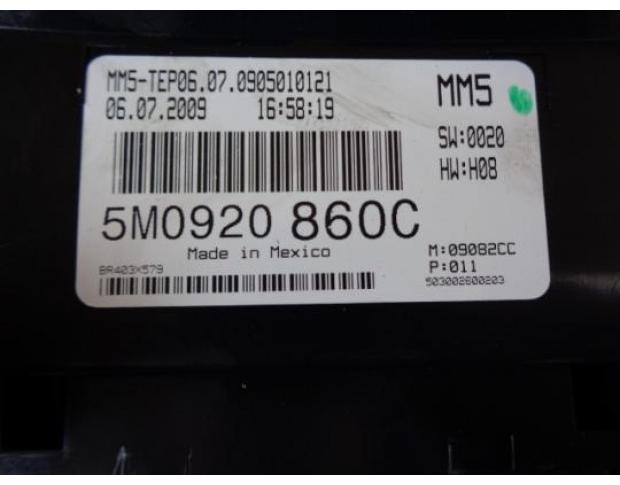 MM5-TEP06.07.0905010121
06.07.2009 16:58:19
MM5
SW:0020
HW:H08
5M0920 860C
Made in Mexico
M:09082CC
P:011
BR403X579
503002600203